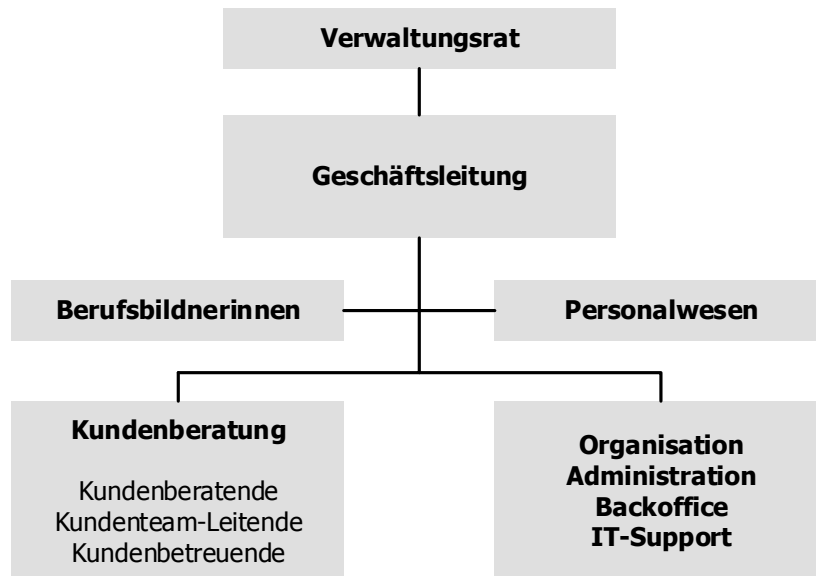 Verwaltungsrat
Geschäftsleitung
Berufsbildnerinnen
Personalwesen
Kundenberatung
Kundenberatende
Kundenteam-Leitende
Kundenbetreuende
Organisation
Administration
Backoffice
IT-Support